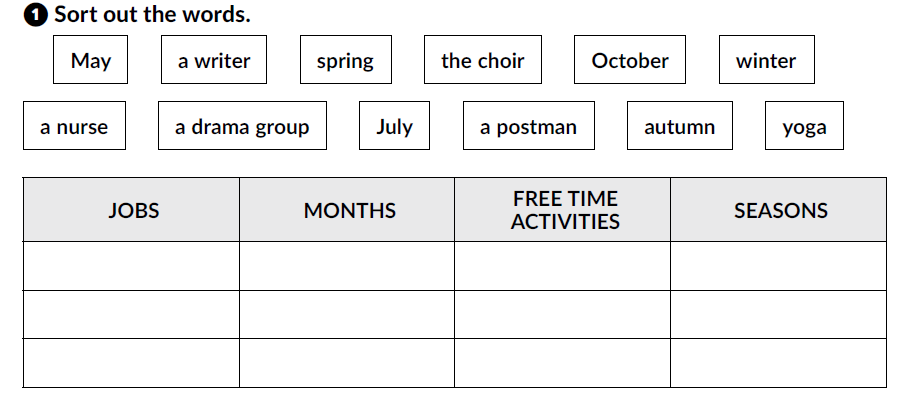 1 Sort out the words.
May a writer spring the choir October winter
a nurse a drama group July a postman autumn yoga
JOBS MONTHS FREE TIME ACTIVITIES SEASONS